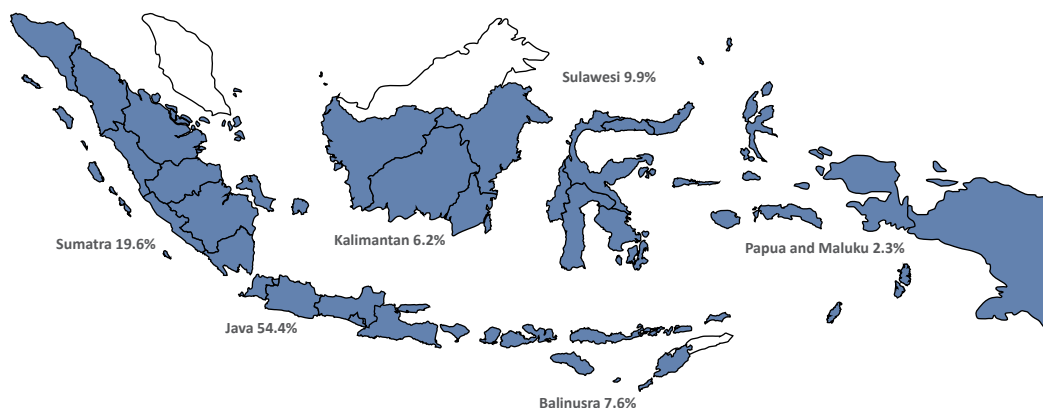 Sulawesi 9.9%
Sumatra 19.6%
Kalimantan 6.2%
Papua and Maluku 2.3%
Java 54.4%
Balinusra 7.6%